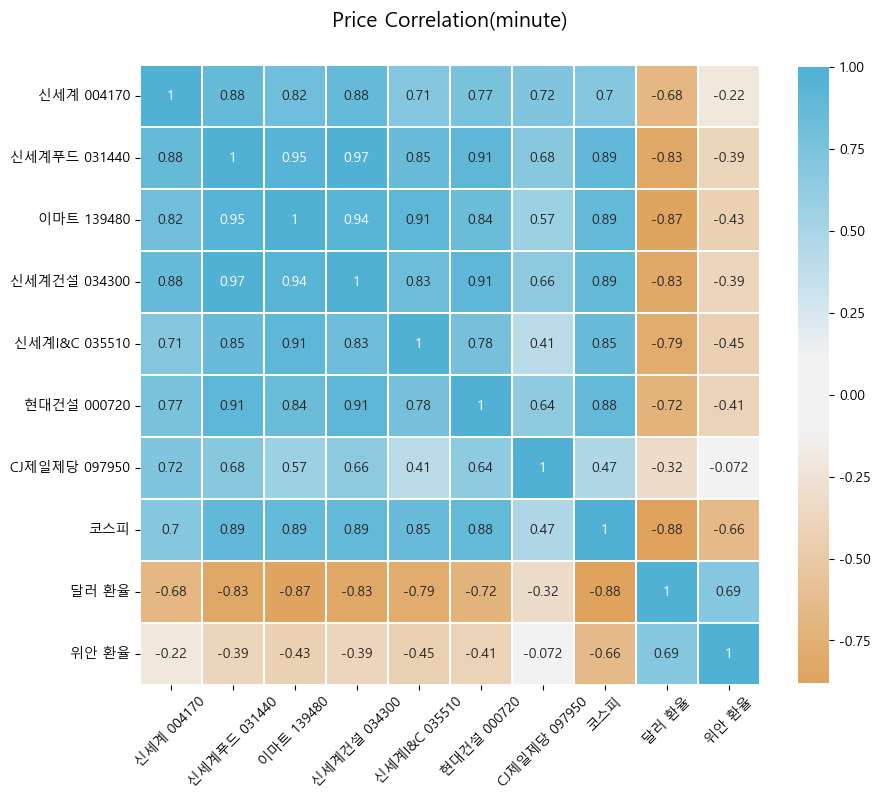 Price Correlation(minute)
신세계 004170 1 0.88 0.82 0.88 0.71 0.77 0.72 0.7 -0.68 -0.22
신세계푸드 031440 0.88 1 0.95 0.97 0.85 0.91 0.68 0.89 -0.83 -0.39
이마트 139480 0.82 0.95 1 0.94 0.91 0.84 0.57 0.89 -0.87 -0.43
신세계건설 034300 0.88 0.97 0.94 1 0.83 0.91 0.66 0.89 -0.83 -0.39
신세계I&C 035510 0.71 0.85 0.91 0.83 1 0.78 0.41 0.85 -0.79 -0.45
현대건설 000720 0.77 0.91 0.84 0.91 0.78 1 0.64 0.88 -0.72 -0.41
CJ제일제당 097950 0.72 0.68 0.57 0.66 0.41 0.64 1 0.47 -0.32 -0.072
코스피 0.7 0.89 0.89 0.89 0.85 0.88 0.47 1 -0.88 -0.66
달러 환율 -0.68 -0.83 -0.87 -0.83 -0.79 -0.72 -0.32 -0.88 1 0.69
위안 환율 -0.22 -0.39 -0.43 -0.39 -0.45 -0.41 -0.072 -0.66 0.69 1
신세계 004170
신세계푸드 031440
이마트 139480
신세계건설 034300
신세계I&C 035510
현대건설 000720
CJ제일제당 097950
코스피
달러 환율
위안 환율
1.00
0.75
0.50
0.25
0.00
-0.25
-0.50
-0.75